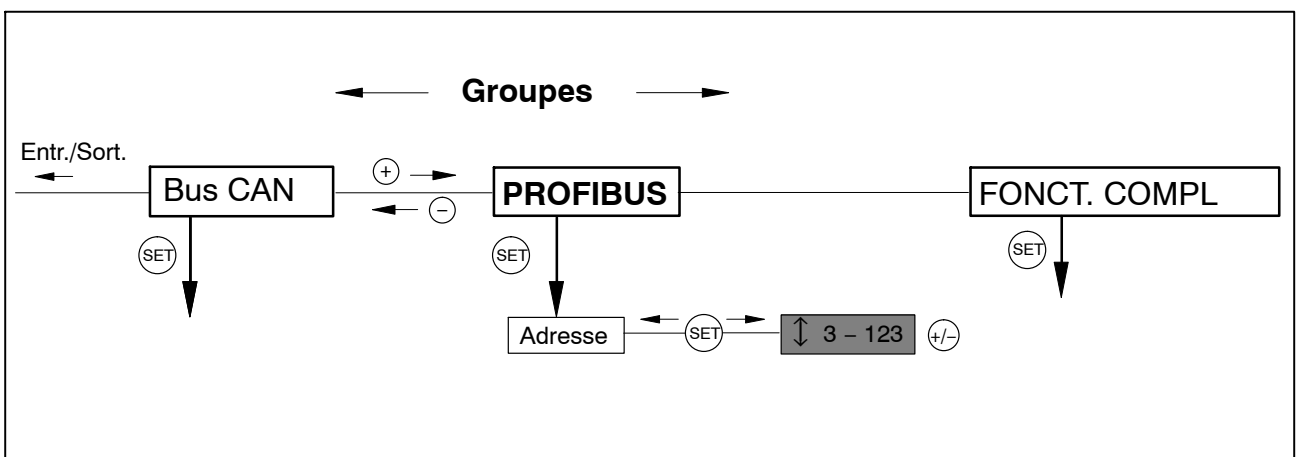 Groupes
Entr./Sort.
Bus CAN
+
−
PROFIBUS
FONCT. COMPL
SET
SET
SET
Adresse
SET
3 − 123
+/−